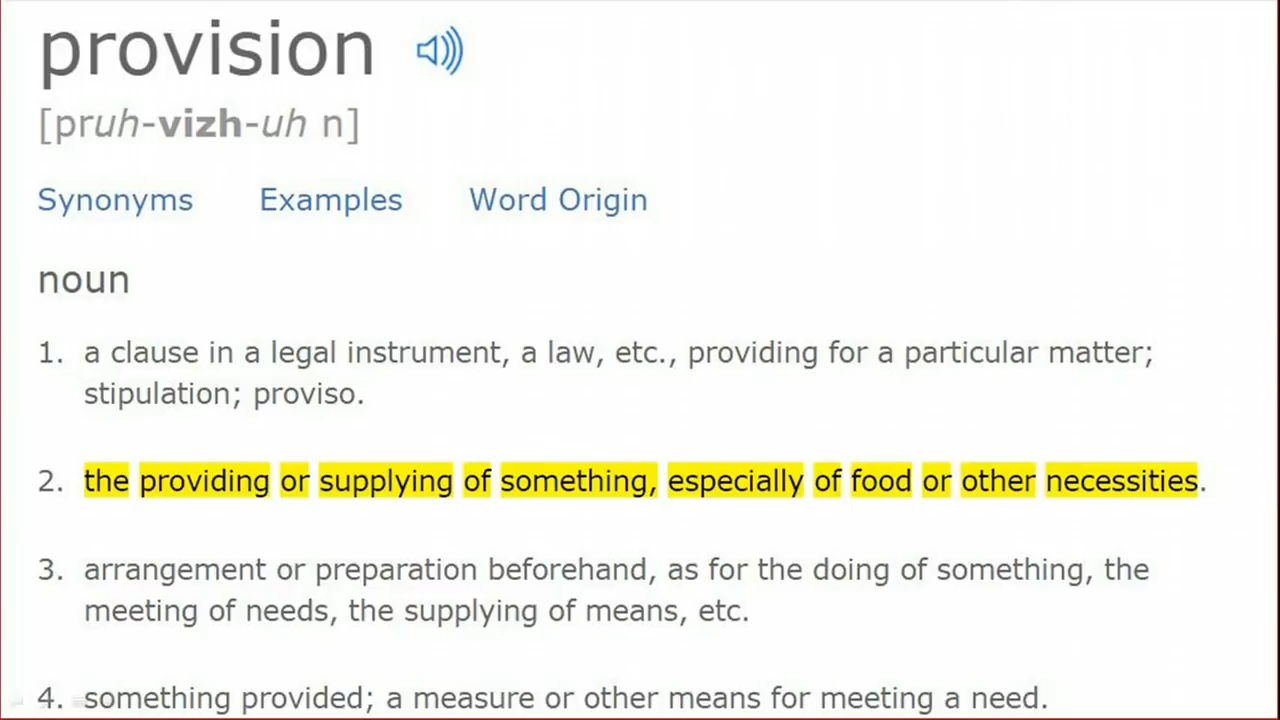 provision
[pruh-vizh-uh n]
Synonyms Examples Word Origin
noun
1. a clause in a legal instrument, a law, etc., providing for a particular matter;
stipulation; proviso.
2. the providing or supplying of something, especially of food or other necessities.
3. arrangement or preparation beforehand, as for the doing of something, the
meeting of needs, the supplying of means, etc.
4. something provided; a measure or other means for meeting a need.